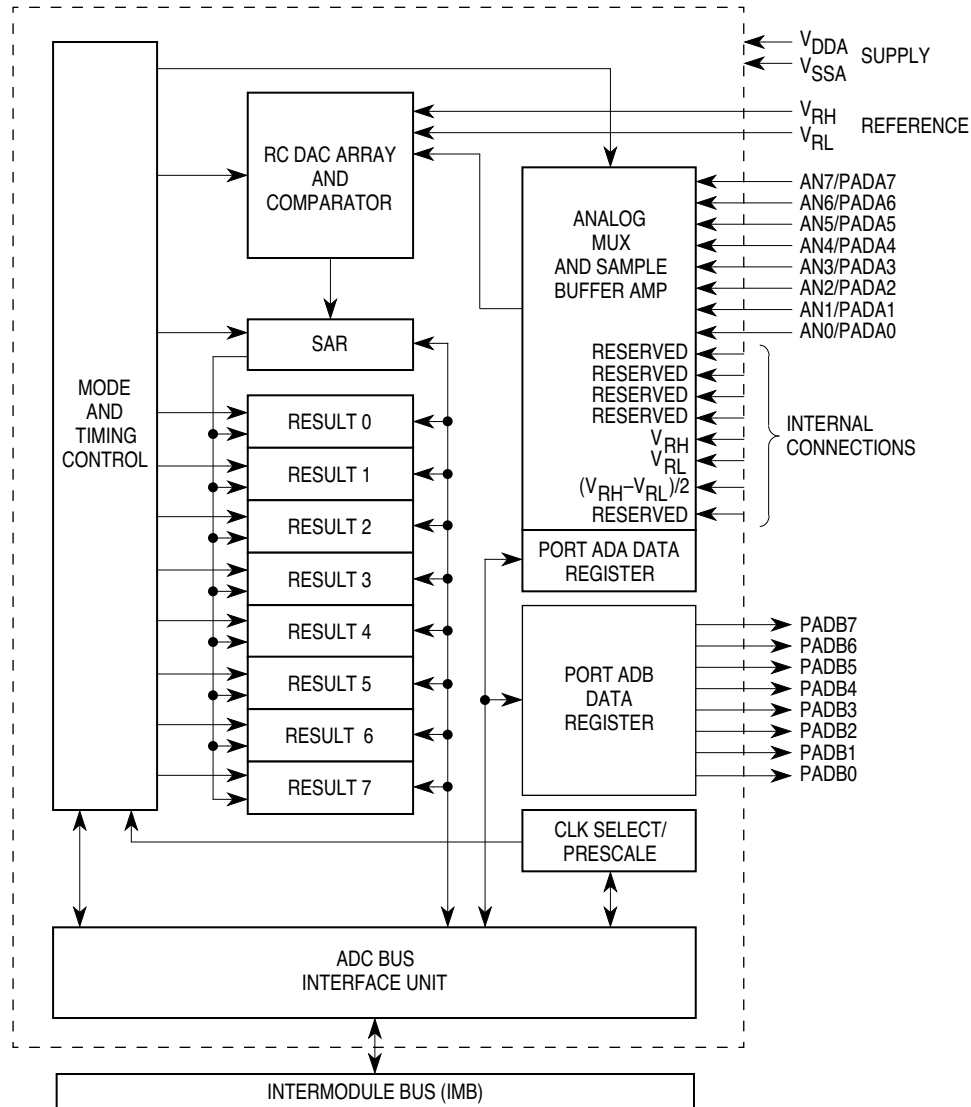 V_DDA
V_SSA
SUPPLY
V_RH
V_RL
REFERENCE
RC DAC ARRAY
AND
COMPARATOR
ANALOG
MUX
AND SAMPLE
BUFFER AMP
AN7/PADA7
AN6/PADA6
AN5/PADA5
AN4/PADA4
AN3/PADA3
AN2/PADA2
AN1/PADA1
AN0/PADA0
RESERVED
RESERVED
RESERVED
RESERVED
V_RH
V_RL
(V_RH–V_RL)/2
RESERVED
INTERNAL
CONNECTIONS
MODE
AND
TIMING
CONTROL
SAR
RESULT 0
RESULT 1
RESULT 2
RESULT 3
RESULT 4
RESULT 5
RESULT 6
RESULT 7
PORT ADA DATA
REGISTER
PORT ADB
DATA
REGISTER
PADB7
PADB6
PADB5
PADB4
PADB3
PADB2
PADB1
PADB0
CLK SELECT/
PRESCALE
ADC BUS
INTERFACE UNIT
INTERMODULE BUS (IMB)